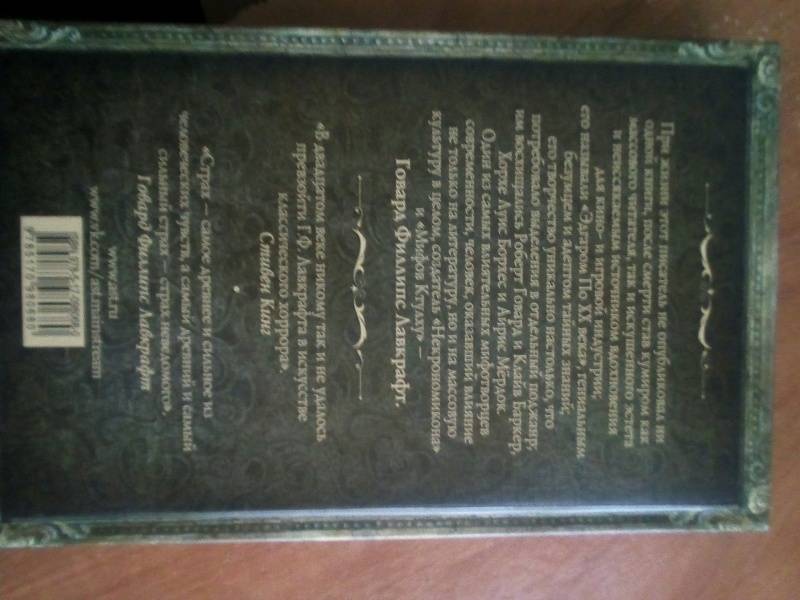 При жизни этот писатель не опубликовал ни
одной книги, после смерти став кумиром как
массового читателя, так и искушенного эстета
и неиссякаемым источником вдохновения
для кино- и игровой индустрии;
его называли «Эдгаром По XX века», гениальным
безумцем и адептом тайных знаний;
его творчество уникально настолько, что
потребовало выделения в отдельный поджанр;
им восхищались Роберт Говард и Клайв Баркер,
Хорхе Луис Борхес и Айрис Мёрдок.
Один из самых влиятельных мифотворцев
современности, человек, оказавший влияние
не только на литературу, но и на массовую
культуру в целом, создатель «Некрономикона»
и «Мифов Ктулху» —
Говард Филлипс Лавкрафт.
«В двадцатом веке никому так и не удалось
превзойти Г.Ф. Лавкрафта в искусстве
классического хоррора».
Стивен Кинг
«Страх — самое древнее и сильное из
человеческих чувств, а самый древний и самый
сильный страх — страх неведомого».
Говард Филлипс Лавкрафт
www.ast.ru
www.vk.com/